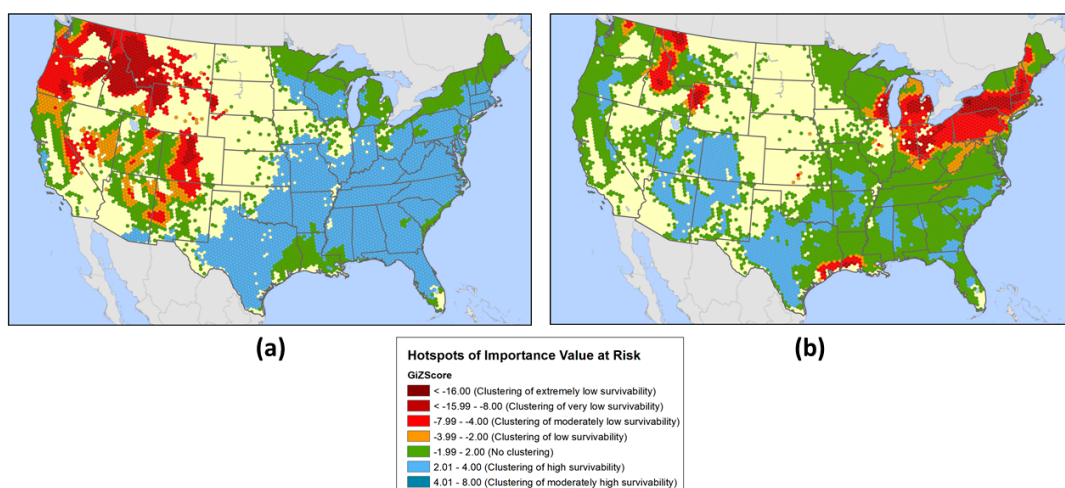 (a)
(b)
Hotspots of Importance Value at Risk
GiZScore
< -16.00 (Clustering of extremely low survivability)
< -15.99 - -8.00 (Clustering of very low survivability)
-7.99 - -4.00 (Clustering of moderately low survivability)
-3.99 - -2.00 (Clustering of low survivability)
-1.99 - 2.00 (No clustering)
2.01 - 4.00 (Clustering of high survivability)
4.01 - 8.00 (Clustering of moderately high survivability)